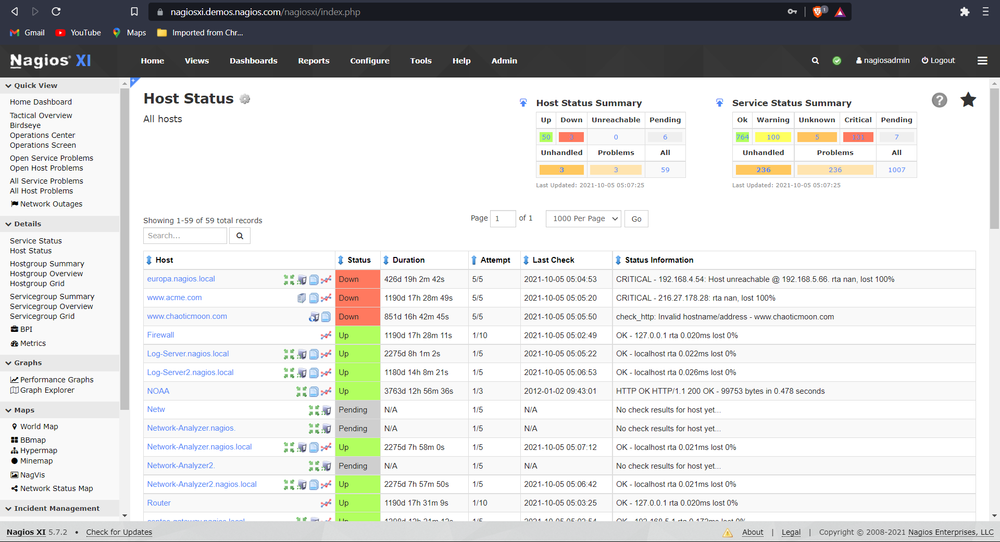 nagiosxi.demos.nagios.com/nagiosxi/index.php
1
Gmail
YouTube
Maps
Imported from Chr...
Nagios® XI
Home
Views
Dashboards
Reports
Configure
Tools
Help
Admin
nagiosadmin
Logout
Quick View
Home Dashboard
Tactical Overview
Birdseye
Operations Center
Operations Screen
Open Service Problems
Open Host Problems
All Service Problems
All Host Problems
Network Outages
Details
Service Status
Host Status
Hostgroup Summary
Hostgroup Overview
Hostgroup Grid
Servicegroup Summary
Servicegroup Overview
Servicegroup Grid
BPI
Metrics
Graphs
Performance Graphs
Graph Explorer
Maps
World Map
BBmap
Hypermap
Minemap
NagVis
Network Status Map
Incident Management
Host Status
All hosts
Host Status Summary
Up Down Unreachable Pending
50 3 0 6
Unhandled Problems All
3 3 59
Last Updated: 2021-10-05 05:07:25
Service Status Summary
Ok Warning Unknown Critical Pending
764 100 5 131 7
Unhandled Problems All
236 236 1007
Last Updated: 2021-10-05 05:07:25
Showing 1-59 of 59 total records
Search...
Page 1 of 1 1000 Per Page Go
Host Status Duration Attempt Last Check Status Information
europa.nagios.local Down 426d 19h 2m 42s 5/5 2021-10-05 05:04:53 CRITICAL - 192.168.4.54: Host unreachable @ 192.168.5.66. rta nan, lost 100%
www.acme.com Down 1190d 17h 28m 49s 5/5 2021-10-05 05:05:20 CRITICAL - 216.27.178.28: rta nan, lost 100%
www.chaoticmoon.com Down 851d 16h 42m 45s 5/5 2021-10-05 05:05:50 check_http: Invalid hostname/address - www.chaoticmoon.com
Firewall Up 1190d 17h 28m 11s 1/10 2021-10-05 05:02:49 OK - 127.0.0.1 rta 0.020ms lost 0%
Log-Server.nagios.local Up 2275d 8h 1m 2s 1/5 2021-10-05 05:05:22 OK - localhost rta 0.022ms lost 0%
Log-Server2.nagios.local Up 1180d 14h 8m 21s 1/5 2021-10-05 05:06:53 OK - localhost rta 0.026ms lost 0%
NOAA Up 3763d 12h 56m 36s 1/3 2012-01-02 09:43:01 HTTP OK HTTP/1.1 200 OK - 99753 bytes in 0.478 seconds
Netw Pending N/A 1/5 N/A No check results for host yet...
Network-Analyzer.nagios. Pending N/A 1/5 N/A No check results for host yet...
Network-Analyzer.nagios.local Up 2275d 7h 58m 0s 1/5 2021-10-05 05:07:12 OK - localhost rta 0.021ms lost 0%
Network-Analyzer2. Pending N/A 1/5 N/A No check results for host yet...
Network-Analyzer2.nagios.local Up 2275d 7h 57m 50s 1/5 2021-10-05 05:06:42 OK - localhost rta 0.021ms lost 0%
Router Up 1190d 17h 31m 9s 1/10 2021-10-05 05:03:25 OK - 127.0.0.1 rta 0.020ms lost 0%
Nagios XI 5.7.2 • Check for Updates
About | Legal | Copyright © 2008-2021 Nagios Enterprises, LLC